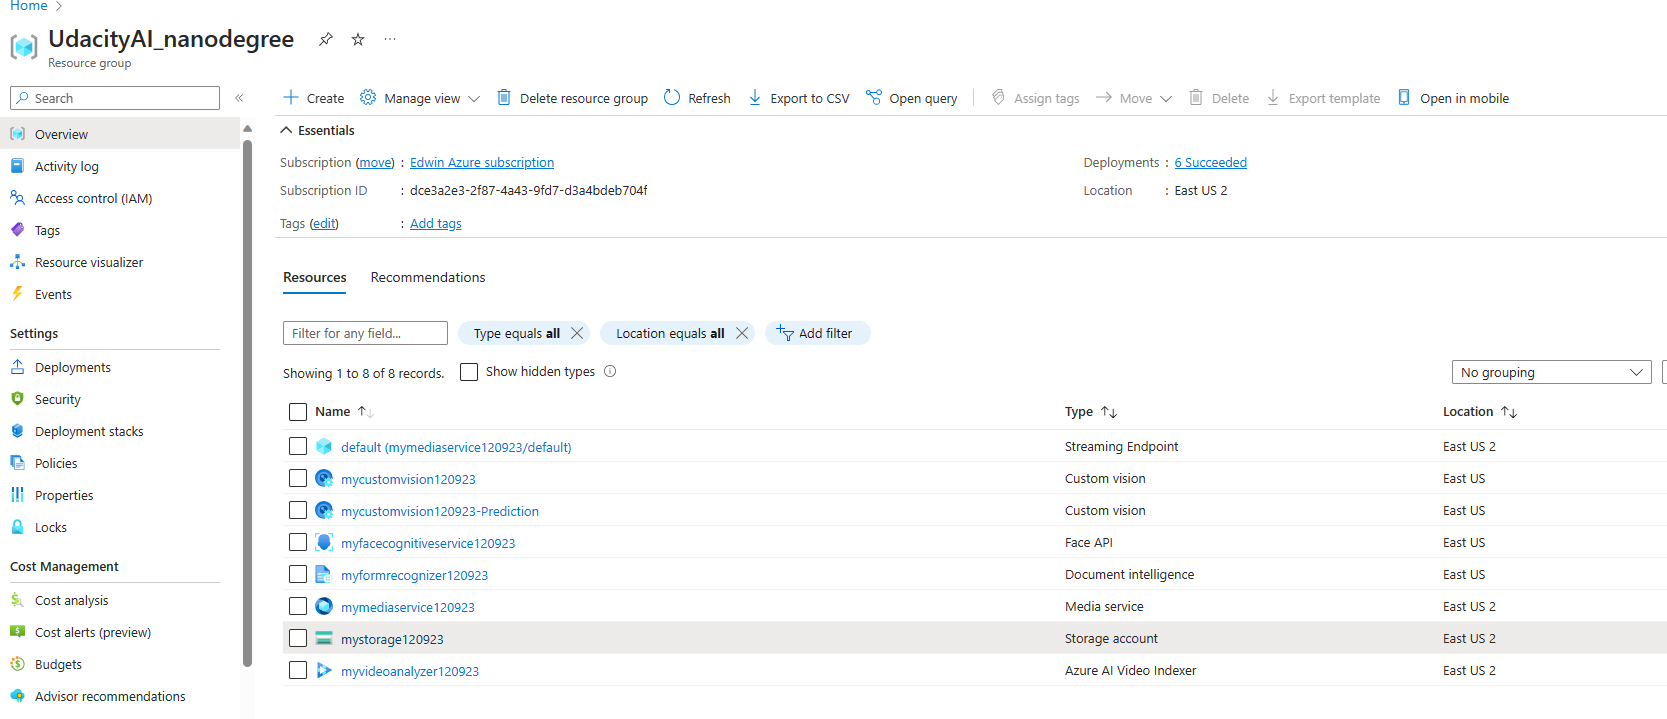 Home >
UdacityAI_nanodegree ...
Resource group
Search «
+ Create Manage view Delete resource group Refresh Export to CSV Open query Assign tags Move Delete Export template Open in mobile
Overview
Activity log
Access control (IAM)
Tags
Resource visualizer
Events
Settings
Deployments
Security
Deployment stacks
Policies
Properties
Locks
Cost Management
Cost analysis
Cost alerts (preview)
Budgets
Advisor recommendations
Essentials
Subscription (move) : Edwin Azure subscription
Subscription ID : dce3a2e3-2f87-4a43-9fd7-d3a4bdeb704f
Tags (edit) : Add tags
Deployments : 6 Succeeded
Location : East US 2
Resources Recommendations
Filter for any field... Type equals all Location equals all Add filter
Showing 1 to 8 of 8 records. Show hidden types No grouping
Name Type Location
default (mymediaservice120923/default) Streaming Endpoint East US 2
mycustomvision120923 Custom vision East US
mycustomvision120923-Prediction Custom vision East US
myfacecognitiveservice120923 Face API East US
myformrecognizer120923 Document intelligence East US
mymediaservice120923 Media service East US 2
mystorage120923 Storage account East US 2
myvideoanalyzer120923 Azure AI Video Indexer East US 2